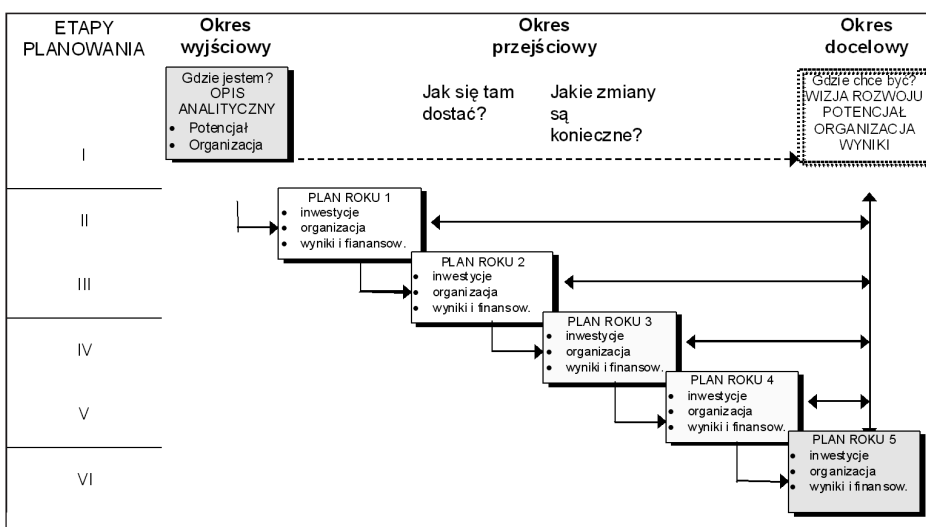 ETAPY
PLANOWANIA
Okres
wyjściowy
Okres
przejściowy
Okres
docelowy
I
Gdzie jestem?
OPIS
ANALITYCZNY
• Potencjał
• Organizacja
Jak się tam
dostać?
Jakie zmiany
są
konieczne?
Gdzie chce być?
WIZJA ROZWOJU
POTENCJAŁ
ORGANIZACJA
WYNIKI
II
PLAN ROKU 1
• inwestycje
• organizacja
• wyniki i fianansow.
III
PLAN ROKU 2
• inwestycje
• organizacja
• wyniki i finansow.
IV
PLAN ROKU 3
• inwestycje
• organizacja
• wyniki i finansow.
V
PLAN ROKU 4
• inwestycje
• organizacja
• wyniki i finansow.
VI
PLAN ROKU 5
• inwestycje
• organizacja
• wyniki i finansow.